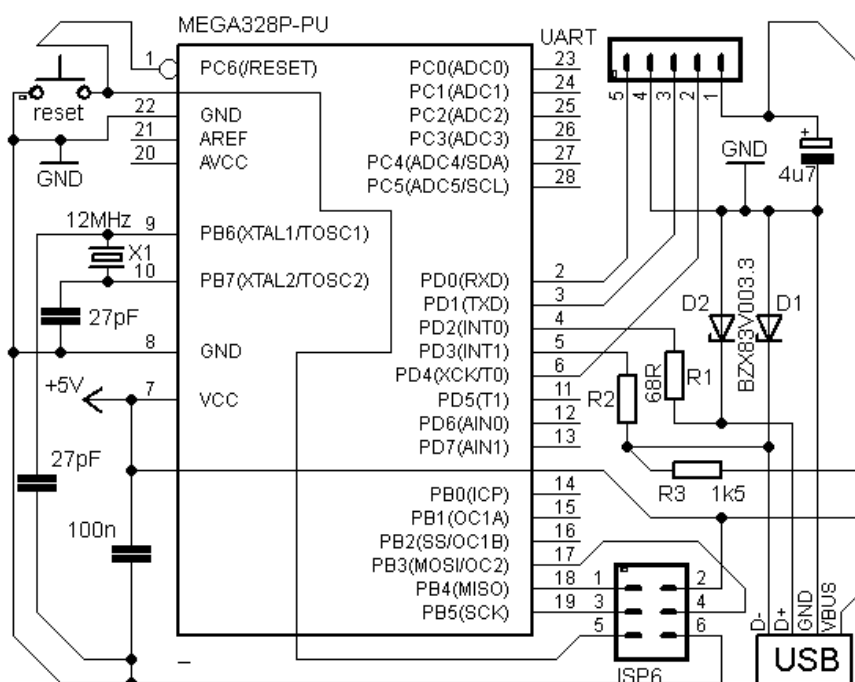 MEGA328P-PU
UART
1 PC6(/RESET) PC0(ADC0) 23
PC1(ADC1) 24
reset
22 GND PC2(ADC2) 25
21 AREF PC3(ADC3) 26
20 AVCC PC4(ADC4/SDA) 27
PC5(ADC5/SCL) 28
GND
5 4 3 2 1
GND
+
4u7
12MHz
9 PB6(XTAL1/TOSC1)
X1
10 PB7(XTAL2/TOSC2) PD0(RXD) 2
PD1(TXD) 3
27pF
PD2(INT0) 4
8 GND PD3(INT1) 5
PD4(XCK/T0) 6
+5V
7 VCC PD5(T1) 11
PD6(AIN0) 12
PD7(AIN1) 13
D2
D1
BZX83V003.3
68R
R1
R2
R3 1k5
27pF
100n
PB0(ICP) 14
PB1(OC1A) 15
PB2(SS/OC1B) 16
PB3(MOSI/OC2) 17
PB4(MISO) 18
PB5(SCK) 19
1 2
3 4
5 6
ISP6
D-
D+
GND
VBUS
USB